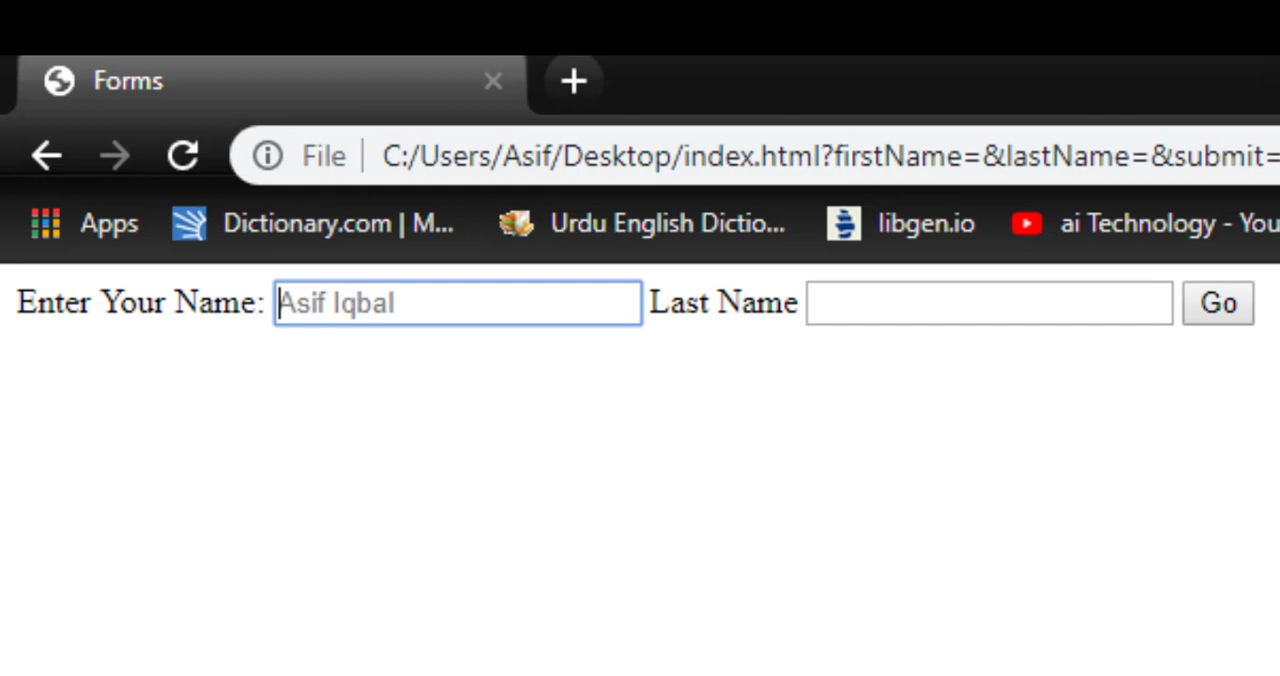 Forms
File | C:/Users/Asif/Desktop/index.html?firstName=&lastName=&submit=
Apps Dictionary.com | M... Urdu English Dictio... libgen.io ai Technology - You
Enter Your Name: Asif Iqbal Last Name Go